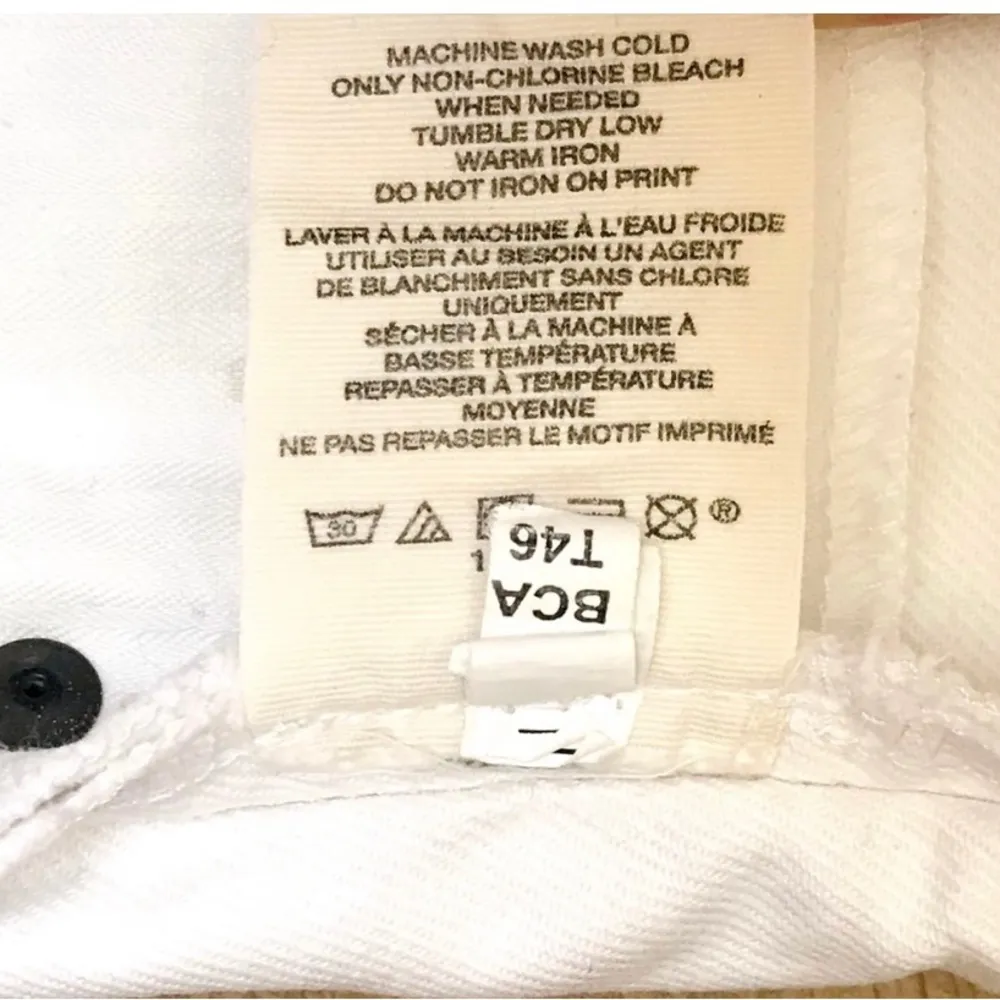 MACHINE WASH COLD
ONLY NON-CHLORINE BLEACH
WHEN NEEDED
TUMBLE DRY LOW
WARM IRON
DO NOT IRON ON PRINT
LAVER À LA MACHINE À L'EAU FROIDE
UTILISER AU BESOIN UN AGENT
DE BLANCHIMENT SANS CHLORE
UNIQUEMENT
SÉCHER À LA MACHINE À
BASSE TEMPÉRATURE
REPASSER À TEMPÉRATURE
MOYENNE
NE PAS REPASSER LE MOTIF IMPRIMÉ
30 ®
BCA
T46